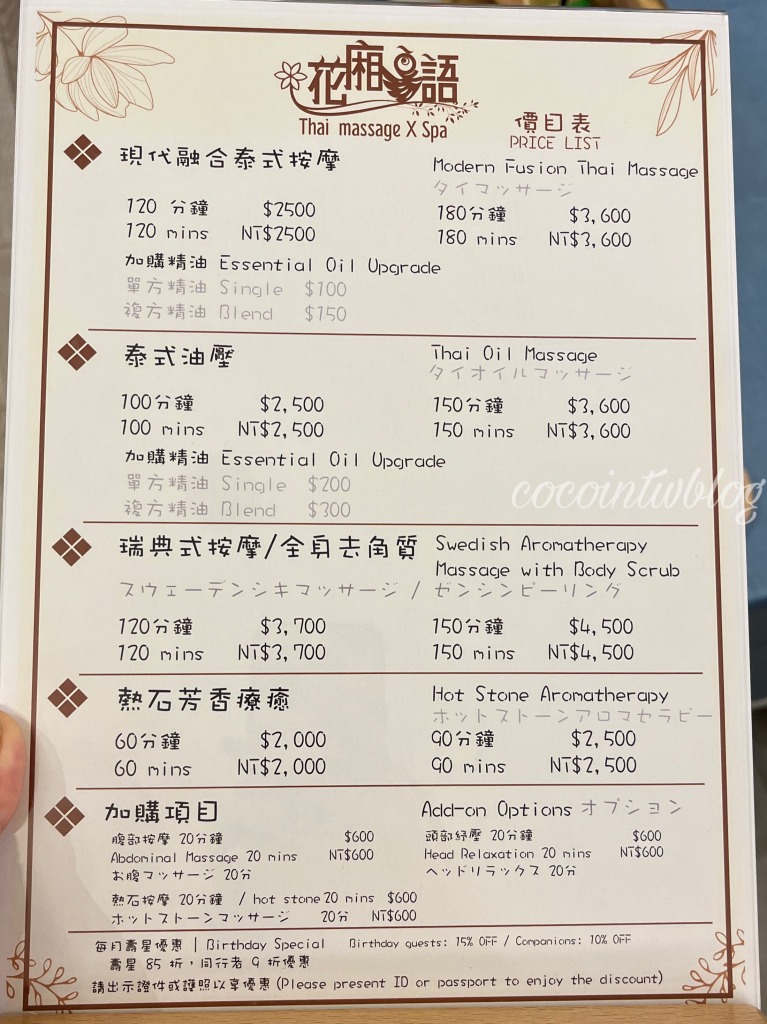 花廂語
Thai massage X Spa
價目表
PRICE LIST
現代融合泰式按摩
Modern Fusion Thai Massage
タイマッサージ
120 分鐘 $2500
120 mins NT$2500
180分鐘 $3,600
180 mins NT$3,600
加購精油 Essential Oil Upgrade
單方精油 Single $100
複方精油 Blend $150
泰式油壓
Thai Oil Massage
タイオイルマッサージ
100分鐘 $2,500
100 mins NT$2,500
150分鐘 $3,600
150 mins NT$3,600
加購精油 Essential Oil Upgrade
單方精油 Single $200
複方精油 Blend $300
cocointwblog
瑞典式按摩/全身去角質
Swedish Aromatherapy
Massage with Body Scrub
スウェーデンシキマッサージ / ゼンシンピーリング
120分鐘 $3,700
120 mins NT$3,700
150分鐘 $4,500
150 mins NT$4,500
熱石芳香療癒
Hot Stone Aromatherapy
ホットストーンアロマセラピー
60分鐘 $2,000
60 mins NT$2,000
90分鐘 $2,500
90 mins NT$2,500
加購項目
Add-on Options オプション
腹部按摩 20分鐘 $600
Abdominal Massage 20 mins NT$600
お腹マッサージ 20分
頭部紓壓 20分鐘 $600
Head Relaxation 20 mins NT$600
ヘッドリラックス 20分
熱石按摩 20分鐘 / hot stone 20 mins $600
ホットストーンマッサージ 20分 NT$600
每月壽星優惠 | Birthday Special Birthday guests: 15% OFF / Companions: 10% OFF
壽星 85 折，同行者 9 折優惠
請出示證件或護照以享優惠 (Please present ID or passport to enjoy the discount)